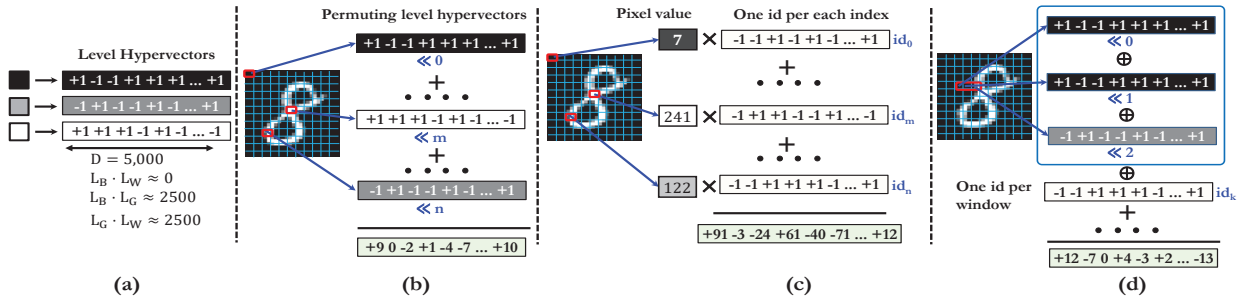 Level Hypervectors
+1 -1 -1 +1 +1 +1 ... +1
-1 +1 -1 -1 +1 -1 ... +1
+1 +1 +1 -1 +1 -1 ... -1
D = 5,000
L_B · L_W ≈ 0
L_B · L_G ≈ 2500
L_G · L_W ≈ 2500
(a)
Permuting level hypervectors
+1 -1 -1 +1 +1 +1 ... +1
≪ 0
+
• • • •
+1 +1 +1 -1 +1 -1 ... -1
≪ m
+
• • • •
-1 +1 -1 -1 +1 -1 ... +1
≪ n
+9 0 -2 +1 -4 -7 ... +10
(b)
Pixel value
One id per each index
7 × -1 -1 +1 -1 +1 -1 ... +1 id_0
+
• • • •
241 × -1 +1 +1 -1 -1 +1 ... -1 id_m
+
• • • •
122 × -1 -1 +1 +1 +1 -1 ... +1 id_n
+91 -3 -24 +61 -40 -71 ... +12
(c)
+1 -1 -1 +1 +1 +1 ... +1
≪ 0
⊕
+1 -1 -1 +1 +1 +1 ... +1
≪ 1
⊕
-1 +1 -1 -1 +1 -1 ... +1
≪ 2
⊕
One id per
window
-1 -1 +1 +1 +1 -1 ... +1 id_k
+
• • • •
+12 -7 0 +4 -3 +2 ... -13
(d)